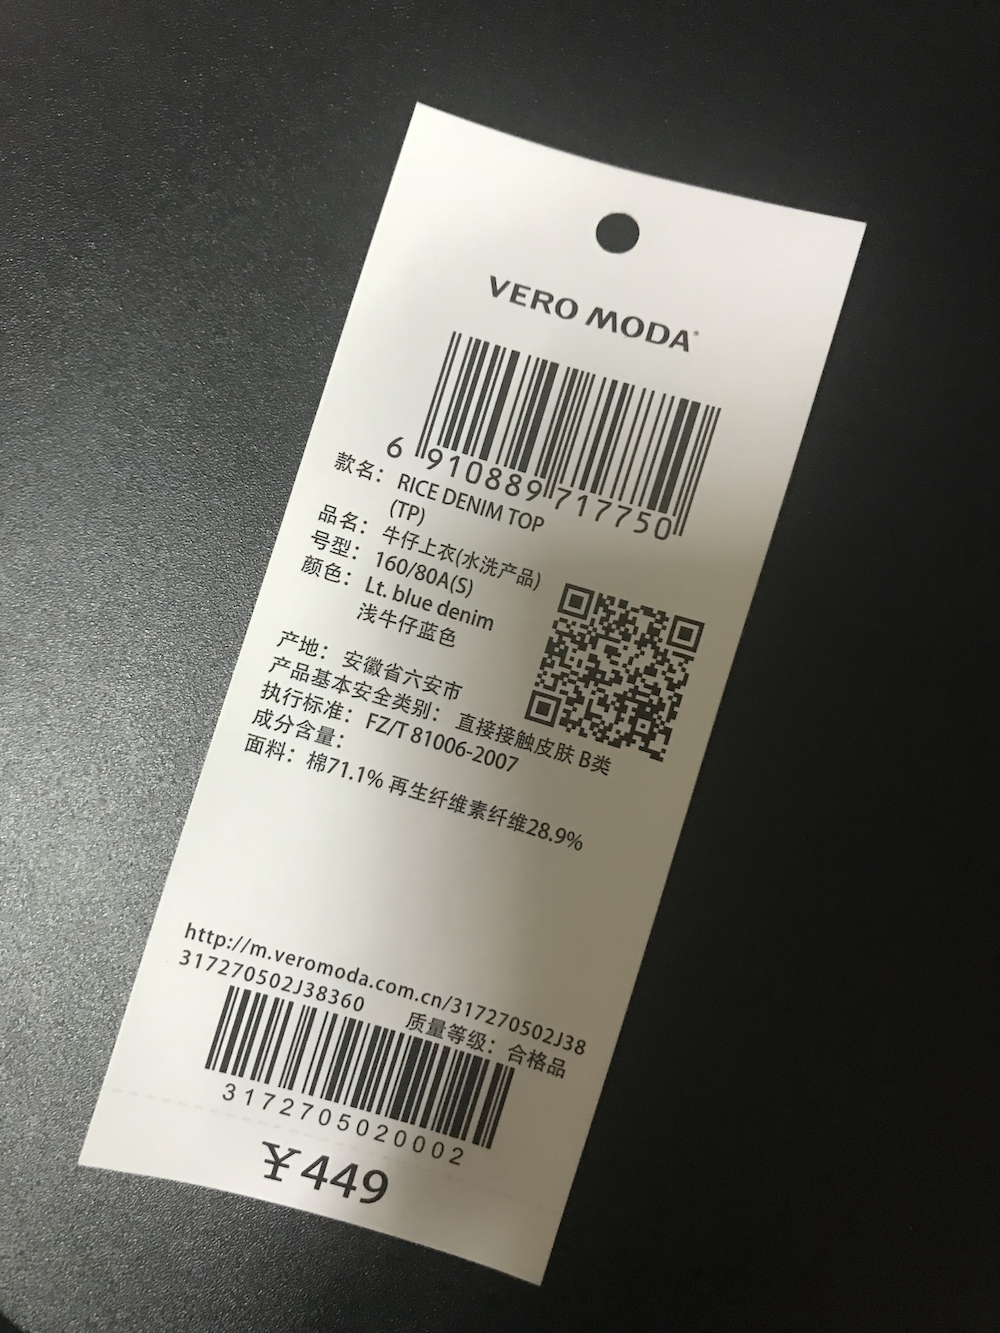 VERO MODA®
6 910889 717750
款名： RICE DENIM TOP
(TP)
品名： 牛仔上衣(水洗产品)
号型： 160/80A(S)
颜色： Lt. blue denim
浅牛仔蓝色
产地： 安徽省六安市
产品基本安全类别： 直接接触皮肤 B类
执行标准： FZ/T 81006-2007
成分含量：
面料：棉71.1% 再生纤维素纤维28.9%
http://m.veromoda.com.cn/317270502J38
317270502J38360 质量等级：合格品
3172705020002
¥449